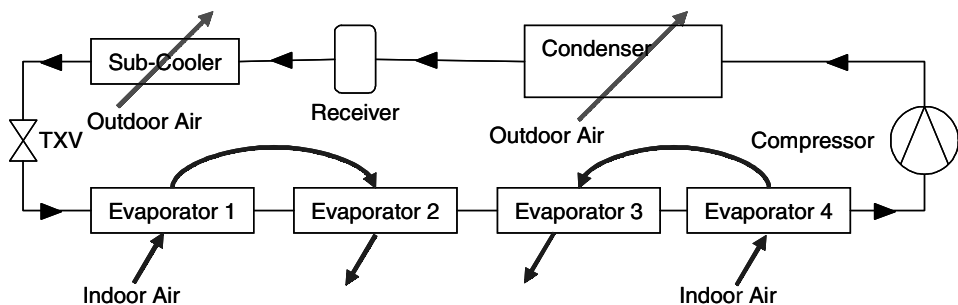 Sub-Cooler
Condenser
Outdoor Air
Receiver
Outdoor Air
TXV
Compressor
Evaporator 1
Evaporator 2
Evaporator 3
Evaporator 4
Indoor Air
Indoor Air